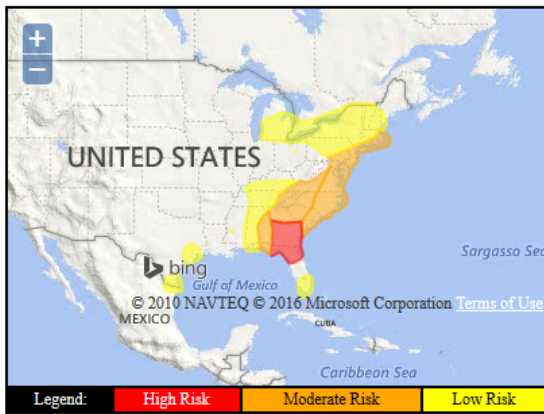 +
−
UNITED STATES
Sargasso Sea
bing
Gulf of Mexico
© 2010 NAVTEQ © 2016 Microsoft Corporation Terms of Use
MEXICO
CUBA
Caribbean Sea
Legend: High Risk Moderate Risk Low Risk